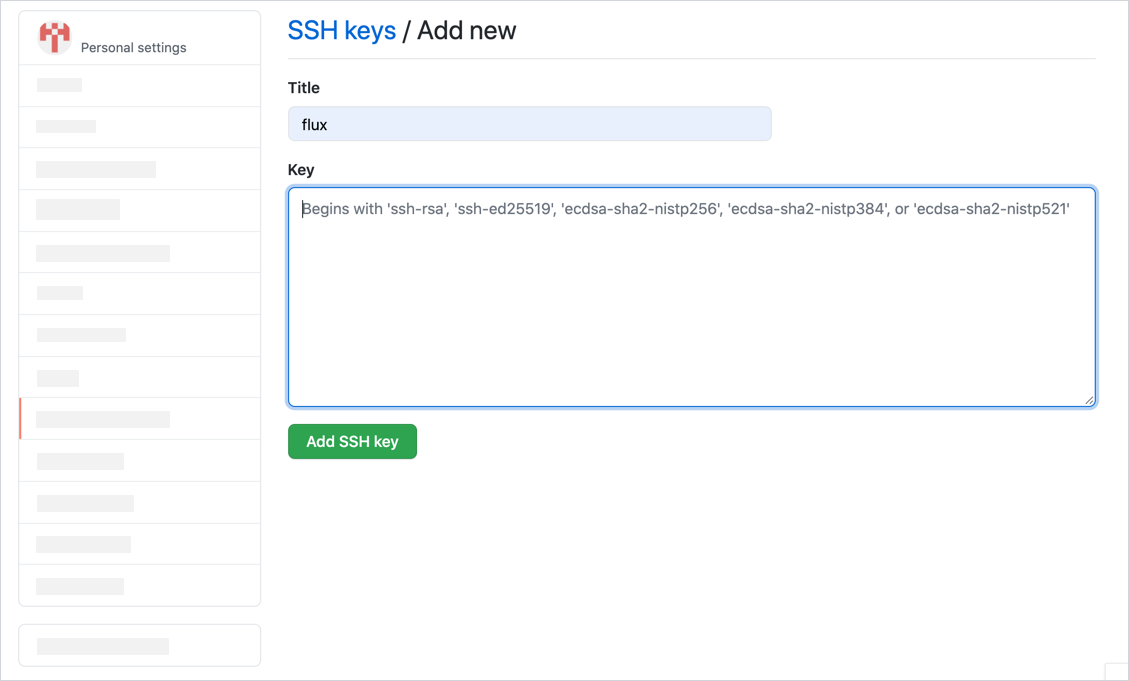 Personal settings
SSH keys / Add new
Title
flux
Key
Begins with 'ssh-rsa', 'ssh-ed25519', 'ecdsa-sha2-nistp256', 'ecdsa-sha2-nistp384', or 'ecdsa-sha2-nistp521'
Add SSH key